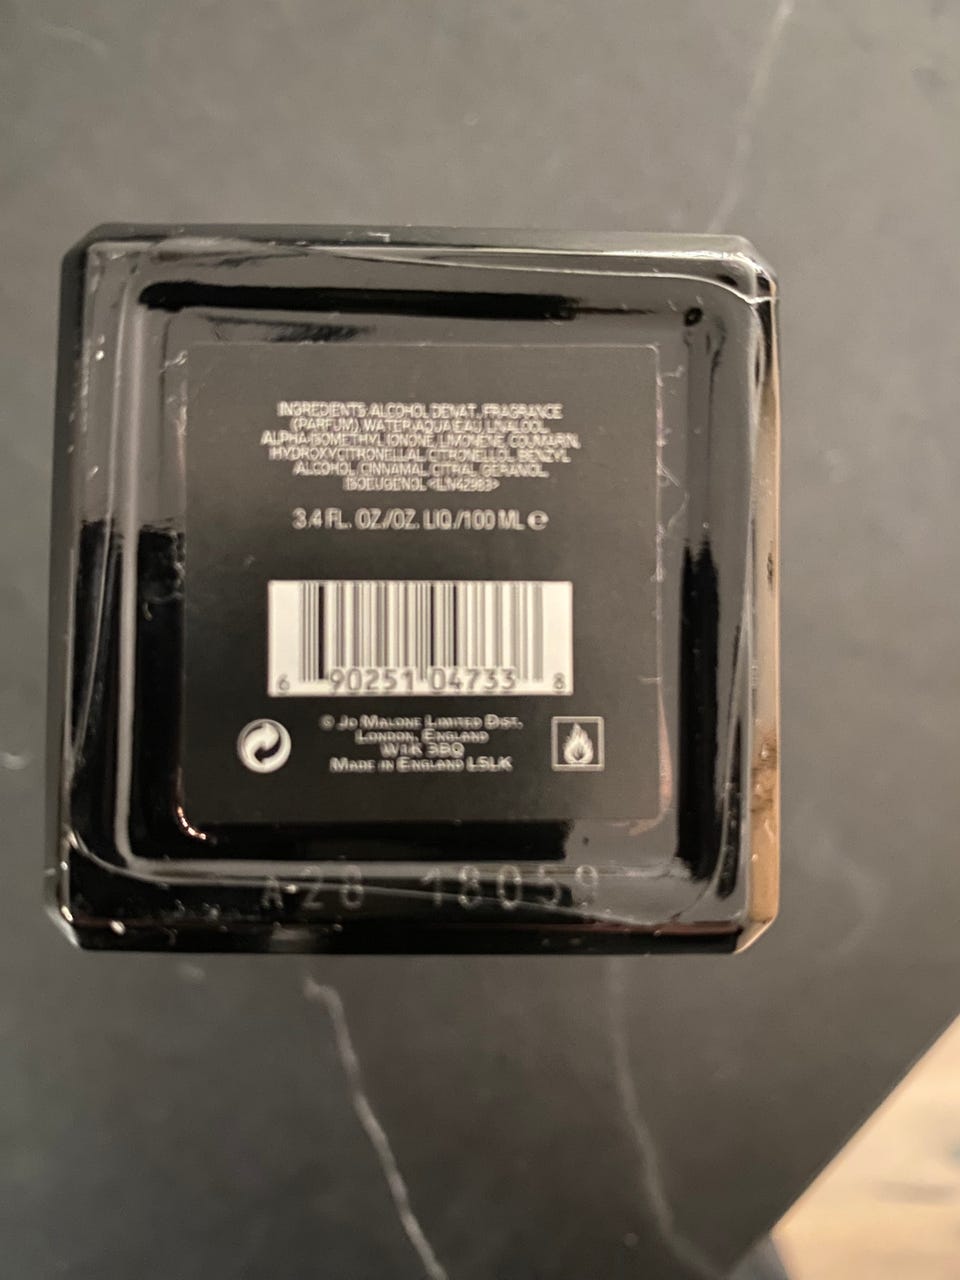 INGREDIENTS: ALCOHOL DENAT., FRAGRANCE
(PARFUM), WATER/AQUA/EAU, LINALOOL,
ALPHA-ISOMETHYL IONONE, LIMONENE, COUMARIN,
HYDROXYCITRONELLAL, CITRONELLOL, BENZYL
ALCOHOL, CINNAMAL, CITRAL, GERANIOL,
ISOEUGENOL <ILN42983>
3.4 FL. OZ./OZ. LIQ./100 ML ℮
6 90251 04733 8
© JO MALONE LIMITED DIST.
LONDON, ENGLAND
W1K 3BQ
MADE IN ENGLAND L5LK
A-28 18059